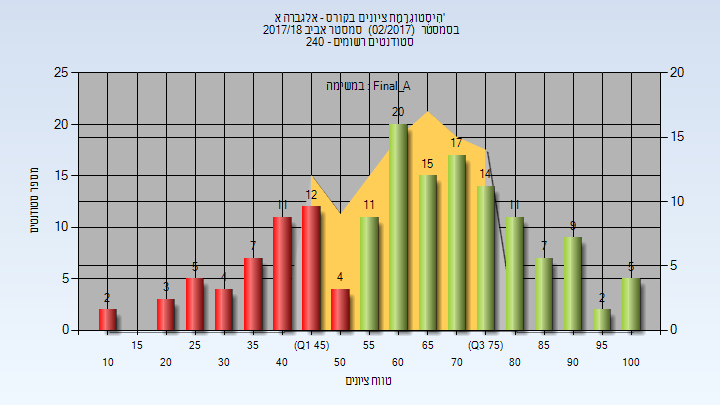 היסטוגרמת ציונים בקורס - אלגברה א'
בסמסטר (02/2017) סמסטר אביב 2017/18
סטודנטים רשומים - 240
במשימה : Final_A
מספר סטודנטים
25 20 15 10 5 0
20 15 10 5 0
2 3 5 4 7 11 12 4 11 20 15 17 14 11 7 9 2 5
15 25 35 (Q1 45) 55 65 (Q3 75) 85 95
10 20 30 40 50 60 70 80 90 100
טווח ציונים